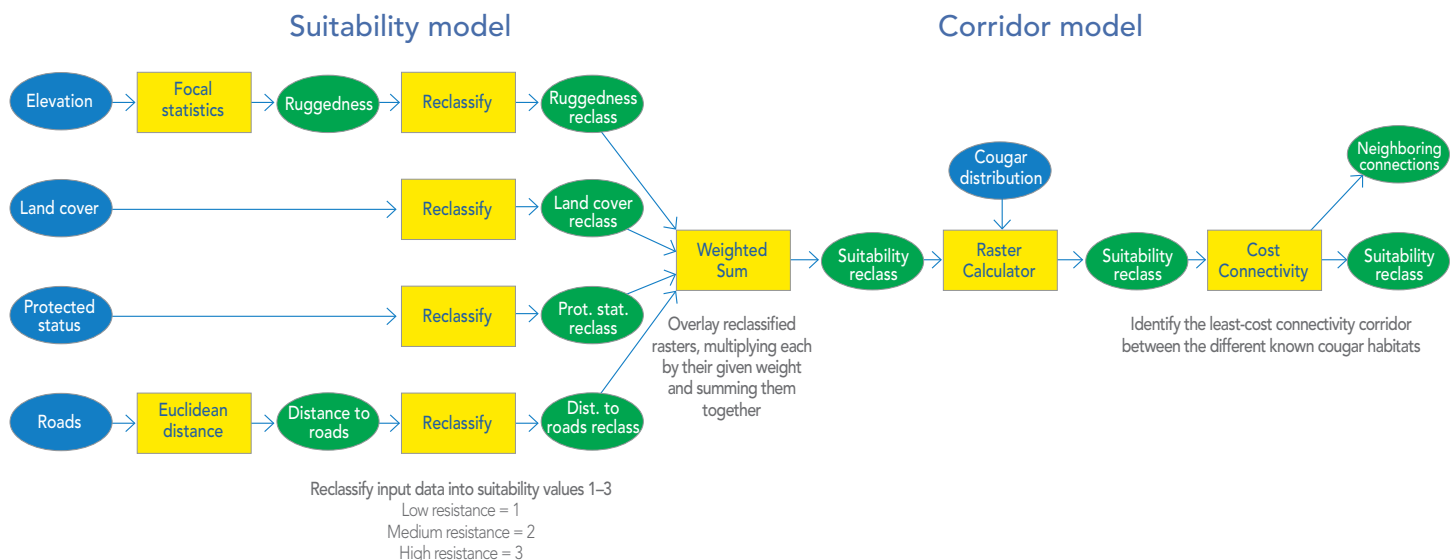 Suitability model
Elevation
Focal
statistics
Ruggedness
Reclassify
Ruggedness
reclass
Land cover
Reclassify
Land cover
reclass
Protected
status
Reclassify
Prot. stat.
reclass
Roads
Euclidean
distance
Distance to
roads
Reclassify
Dist. to
roads reclass
Reclassify input data into suitability values 1–3
Low resistance = 1
Medium resistance = 2
High resistance = 3
Weighted
Sum
Overlay reclassified
rasters, multiplying each
by their given weight
and summing them
together
Corridor model
Suitability
reclass
Cougar
distribution
Raster
Calculator
Suitability
reclass
Cost
Connectivity
Neighboring
connections
Suitability
reclass
Identify the least-cost connectivity corridor
between the different known cougar habitats